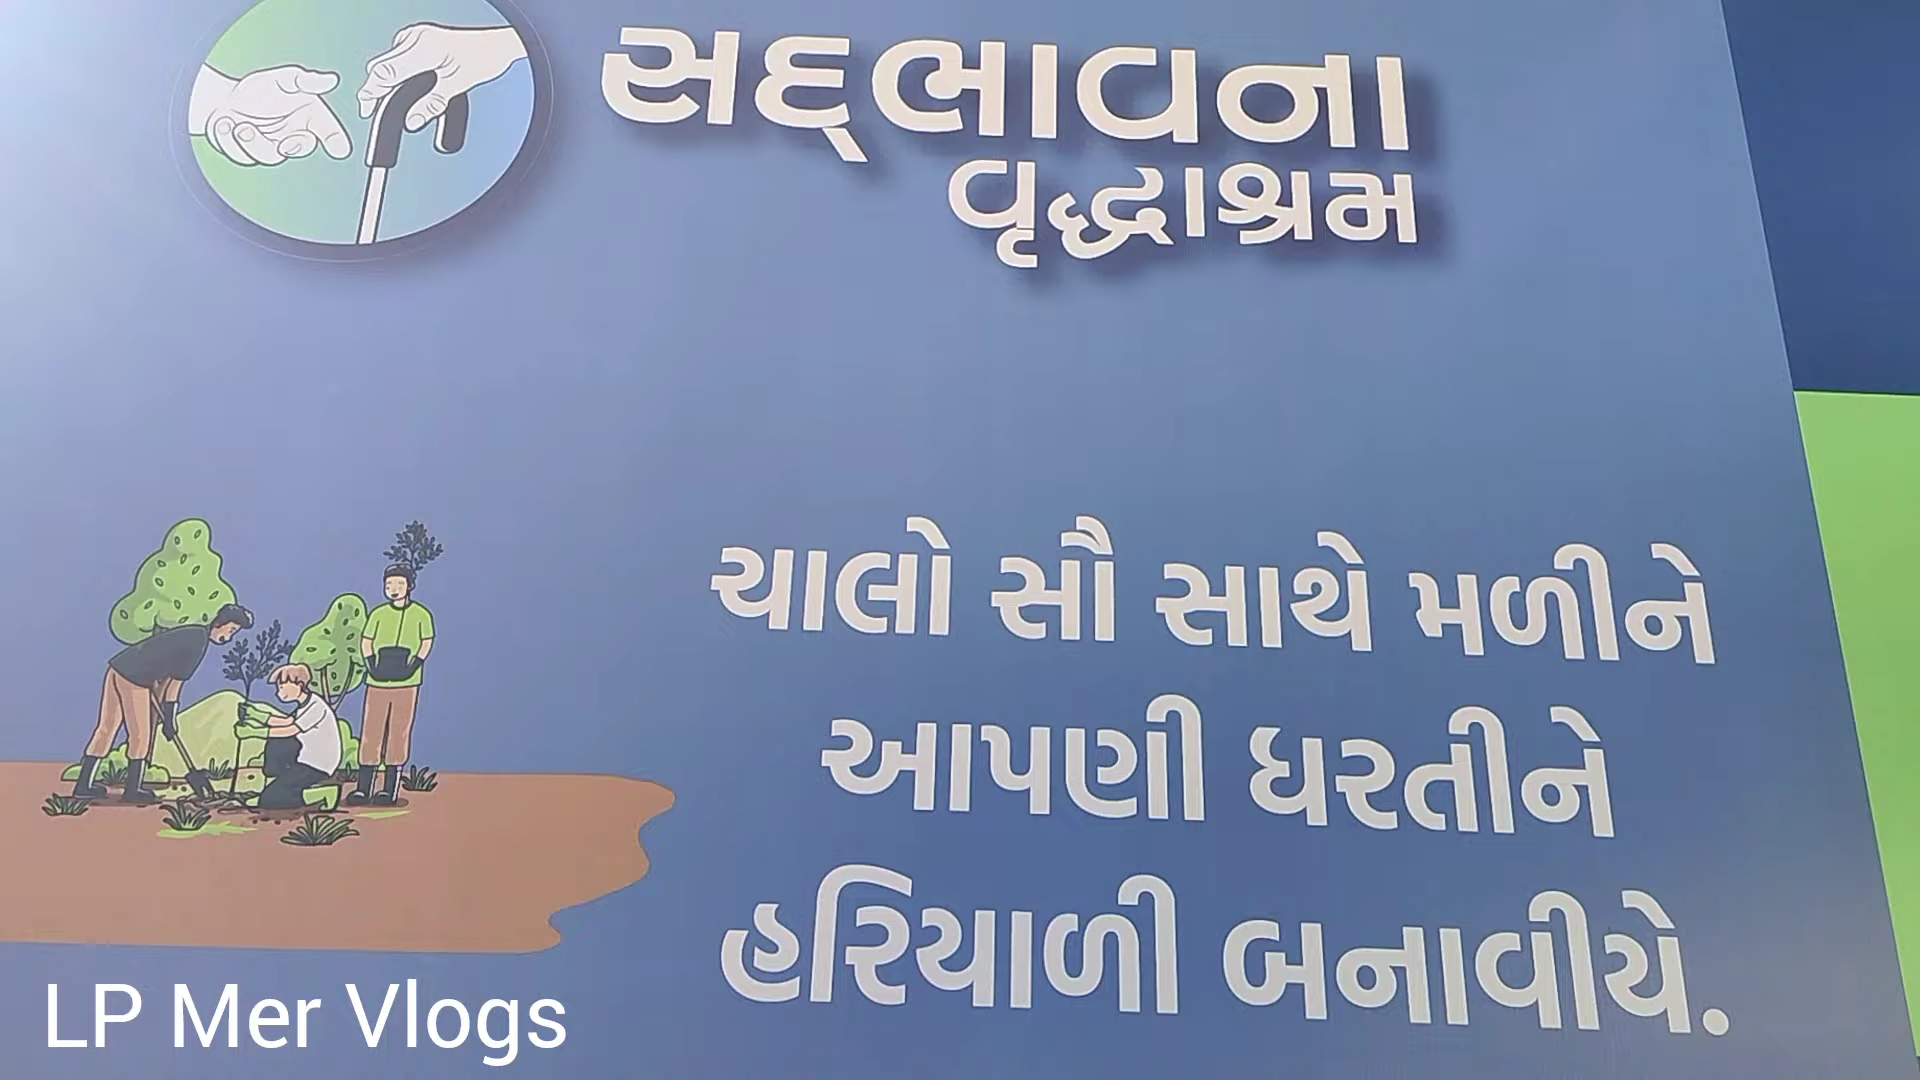 સદ્ભાવના
વૃદ્ધાશ્રમ
ચાલો સૌ સાથે મળીને
આપણી ધરતીને
હરિયાળી બનાવીયે.
LP Mer Vlogs